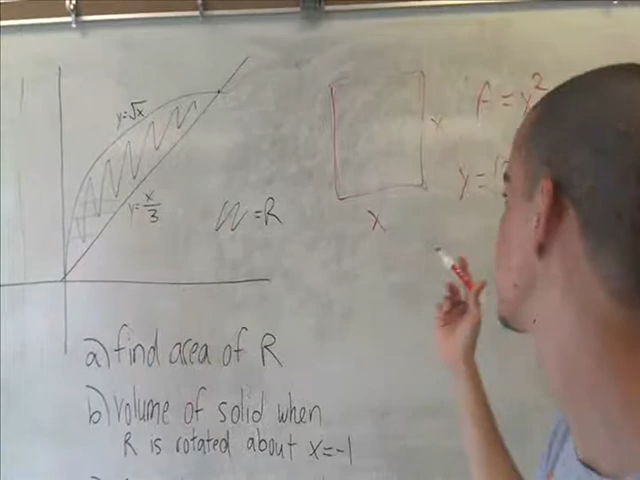 y=√x
y=x/3
=R
x
x
A=x²
y=
a) find area of R
b) volume of solid when
R is rotated about x=-1